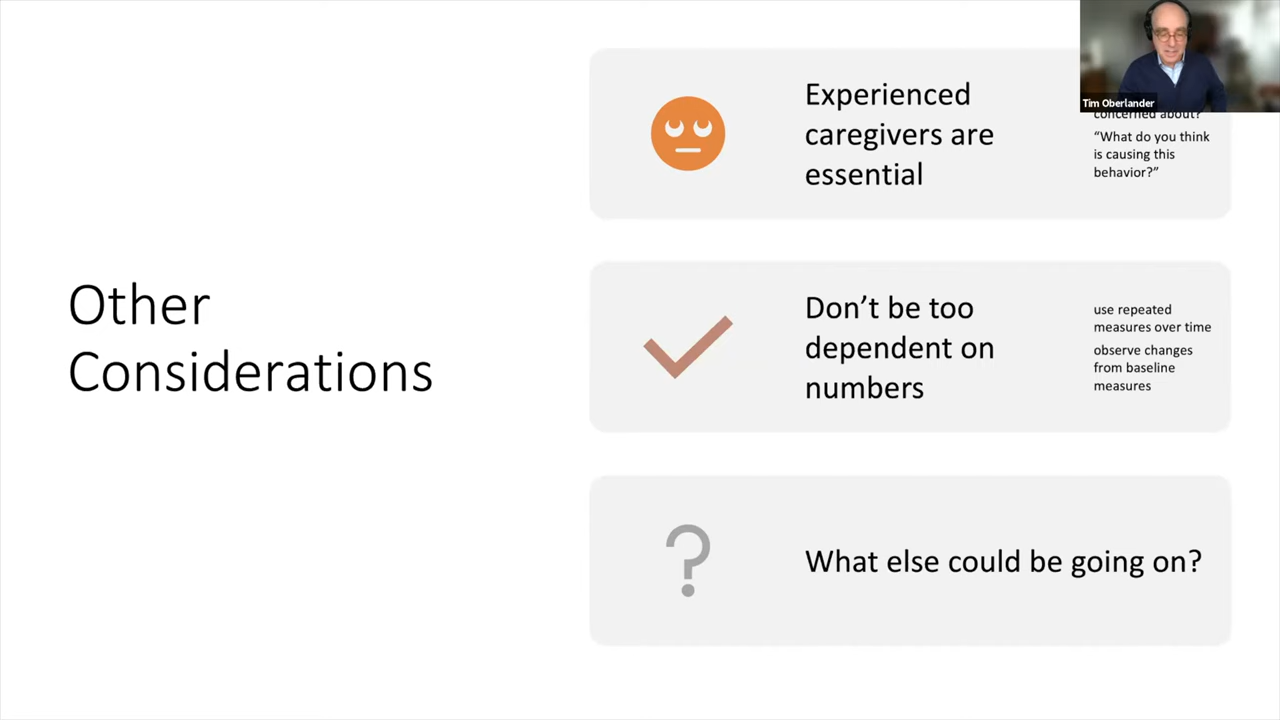 Other
Considerations
Experienced
caregivers are
essential
Tim Oberlander
concerned about?
“What do you think
is causing this
behavior?”
Don’t be too
dependent on
numbers
use repeated
measures over time
observe changes
from baseline
measures
What else could be going on?